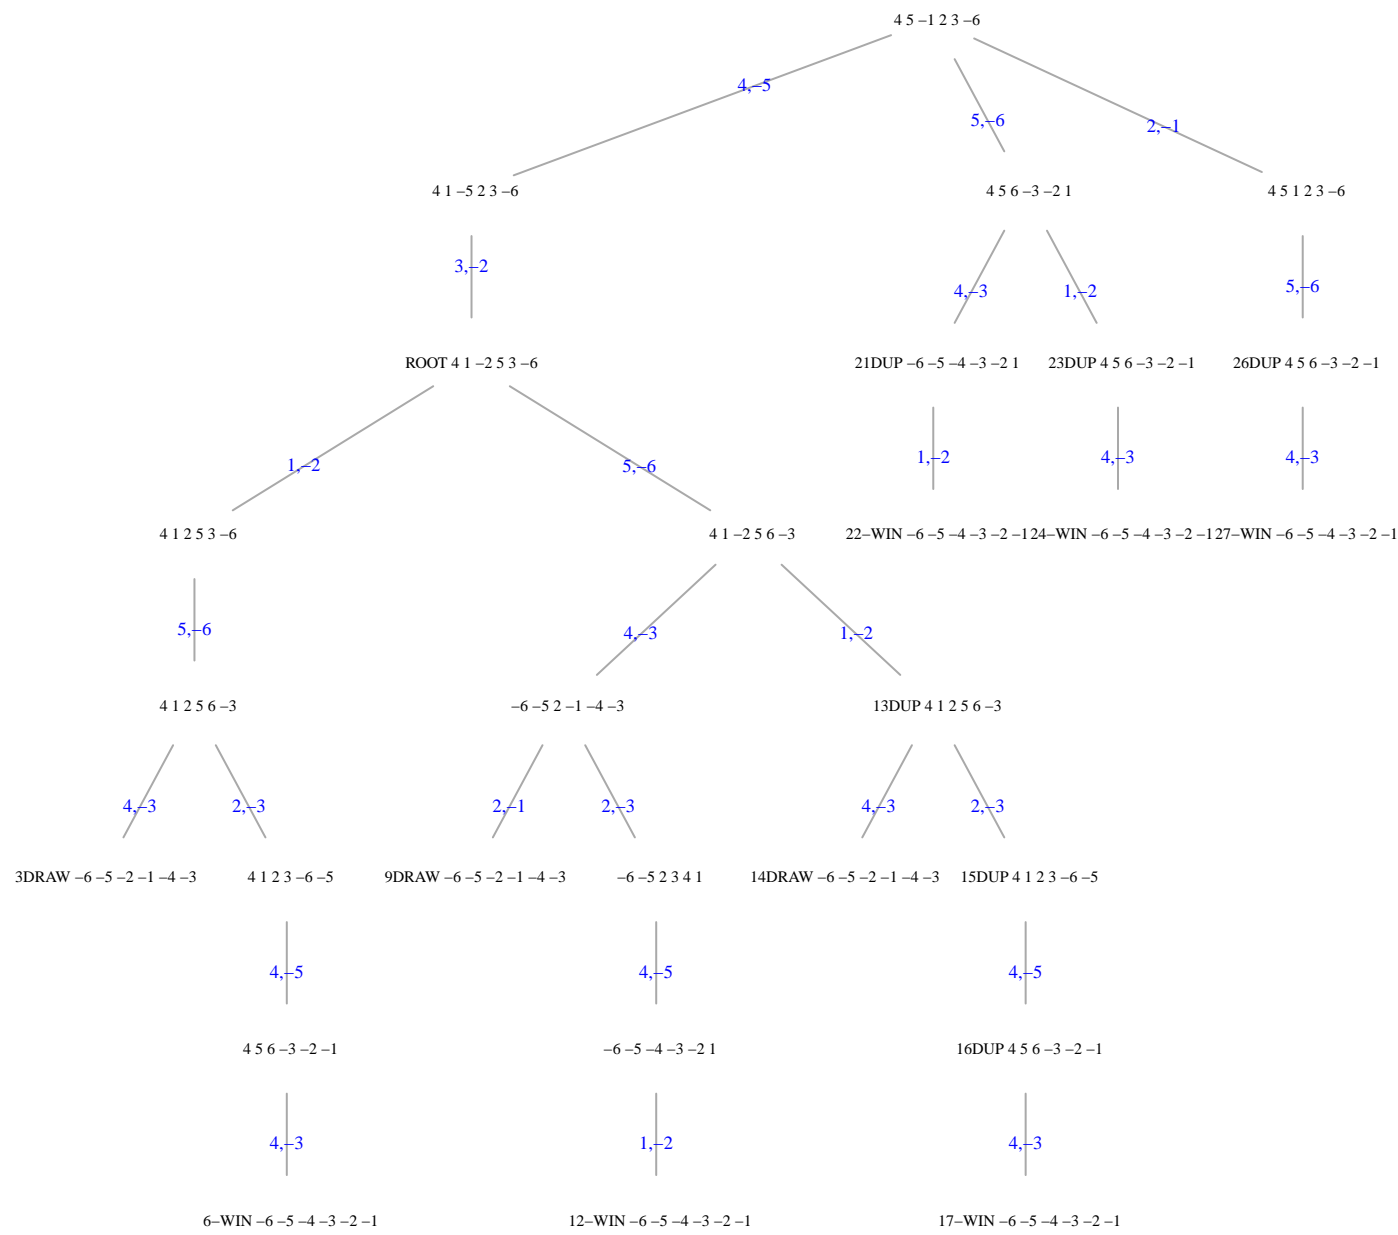 4 5 −1 2 3 −6
4,−5
5,−6
2,−1
4 1 −5 2 3 −6
4 5 6 −3 −2 1
4 5 1 2 3 −6
3,−2
4,−3
1,−2
5,−6
ROOT 4 1 −2 5 3 −6
21DUP −6 −5 −4 −3 −2 1
23DUP 4 5 6 −3 −2 −1
26DUP 4 5 6 −3 −2 −1
1,−2
5,−6
1,−2
4,−3
4,−3
4 1 2 5 3 −6
4 1 −2 5 6 −3
22−WIN −6 −5 −4 −3 −2 −1
24−WIN −6 −5 −4 −3 −2 −1
27−WIN −6 −5 −4 −3 −2 −1
5,−6
4,−3
1,−2
4 1 2 5 6 −3
−6 −5 2 −1 −4 −3
13DUP 4 1 2 5 6 −3
4,−3
2,−3
2,−1
2,−3
4,−3
2,−3
3DRAW −6 −5 −2 −1 −4 −3
4 1 2 3 −6 −5
9DRAW −6 −5 −2 −1 −4 −3
−6 −5 2 3 4 1
14DRAW −6 −5 −2 −1 −4 −3
15DUP 4 1 2 3 −6 −5
4,−5
4,−5
4,−5
4 5 6 −3 −2 −1
−6 −5 −4 −3 −2 1
16DUP 4 5 6 −3 −2 −1
4,−3
1,−2
4,−3
6−WIN −6 −5 −4 −3 −2 −1
12−WIN −6 −5 −4 −3 −2 −1
17−WIN −6 −5 −4 −3 −2 −1